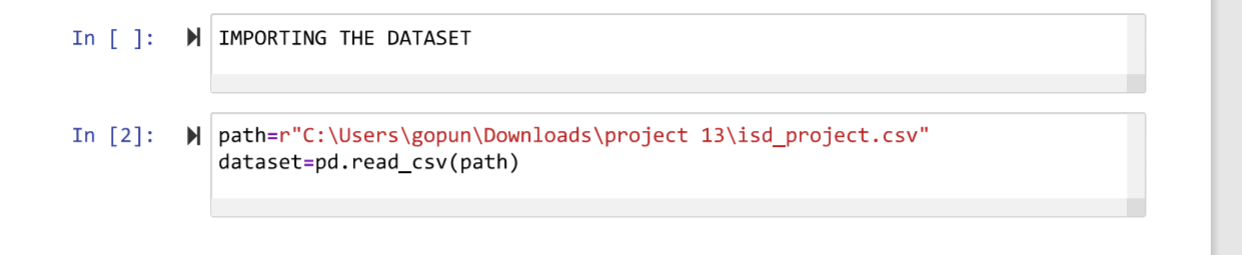 In [ ]: IMPORTING THE DATASET
In [2]: path=r"C:\Users\gopun\Downloads\project 13\isd_project.csv"
dataset=pd.read_csv(path)